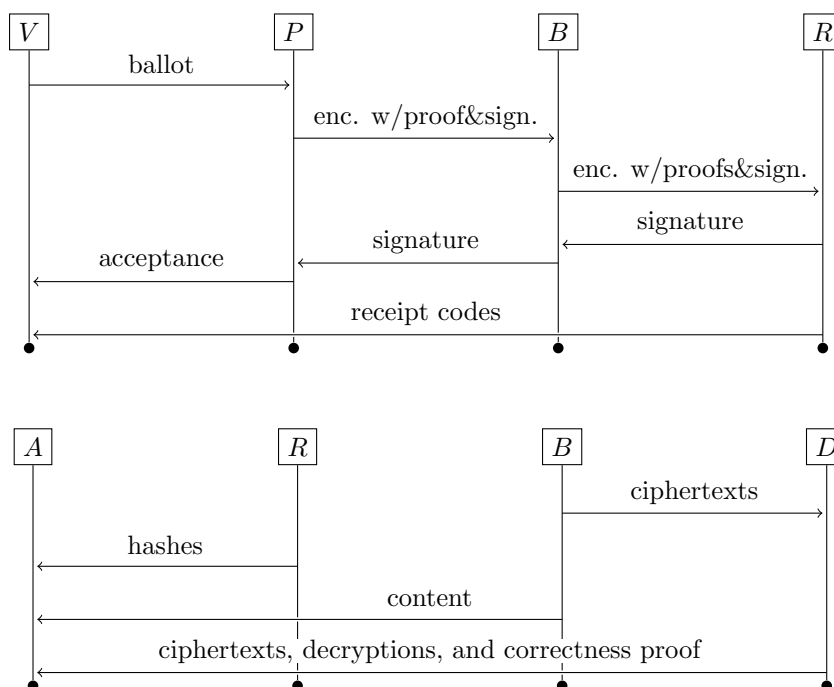 V P B R
ballot
enc. w/proof&sign.
enc. w/proofs&sign.
signature
signature
acceptance
receipt codes
A R B D
ciphertexts
hashes
content
ciphertexts, decryptions, and correctness proof